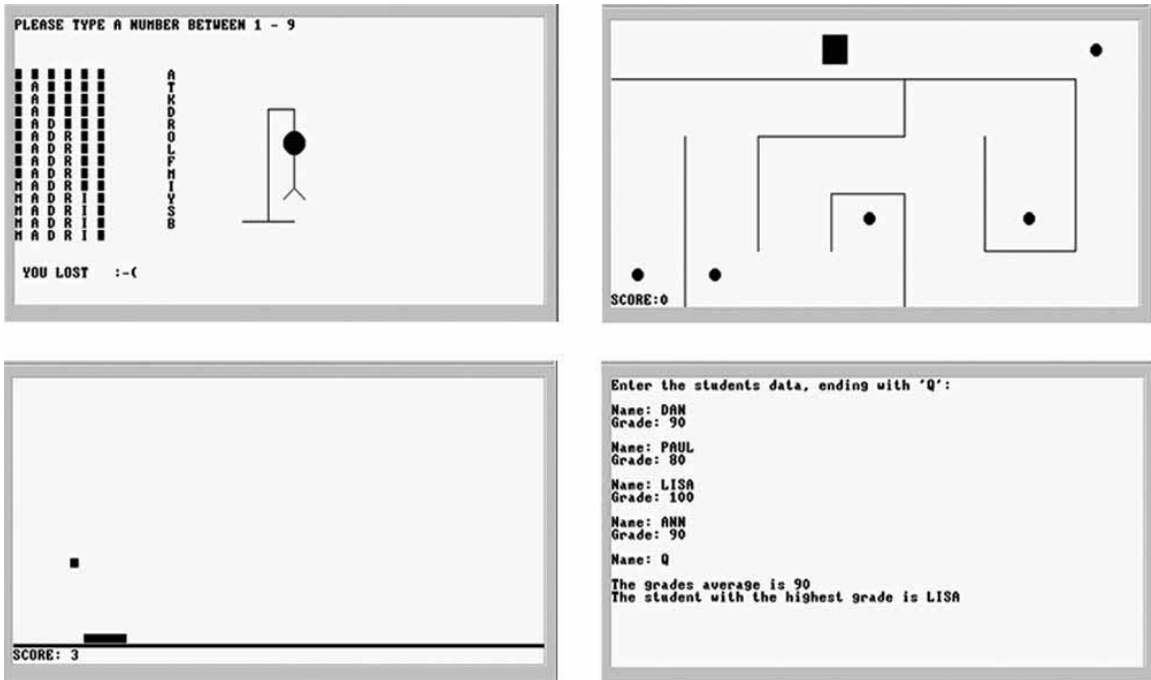 PLEASE TYPE A NUMBER BETWEEN 1 - 9
■ ■ ■ ■ ■ ■ A
■ A ■ ■ ■ ■ T
■ A ■ ■ ■ ■ K
■ A ■ ■ ■ ■ D
■ A D ■ ■ ■ R
■ A D R ■ ■ O
■ A D R ■ ■ L
■ A D R ■ ■ F
■ A D R ■ ■ M
M A D R ■ ■ I
M A D R I ■ Y
M A D R I ■ S
M A D R I ■ B
M A D R I ■
YOU LOST :-(
SCORE:0
SCORE: 3
Enter the students data, ending with 'Q':
Name: DAN
Grade: 90
Name: PAUL
Grade: 80
Name: LISA
Grade: 100
Name: ANN
Grade: 90
Name: Q
The grades average is 90
The student with the highest grade is LISA